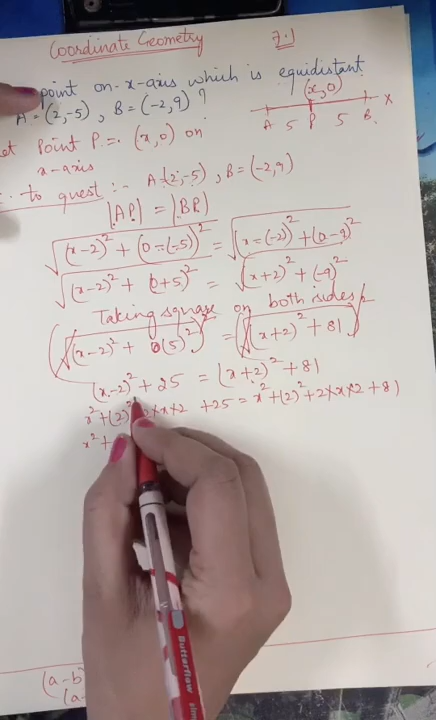 Coordinate Geometry 7.1
point on x-axis which is equidistant
A = (2,-5), B = (-2,9) ?
(x,0)
A 5 P 5 B X
et Point P = (x,0) on
x-axis
to quest :- A(2,-5), B = (-2,9)
|AP| = |BP|
√(x-2)² + (0-(-5))² = √(x-(-2))² + (0-9)²
√(x-2)² + (0+5)² = √(x+2)² + (-9)²
Taking square on both sides
(√(x-2)² + (5)²)² = (√(x+2)² + 81)²
(x-2)² + 25 = (x+2)² + 81
x² + (2)² 2×x×2 + 25 = x² + (2)² + 2×x×2 + 81
x² +
(a-b
(a-
Butterflow